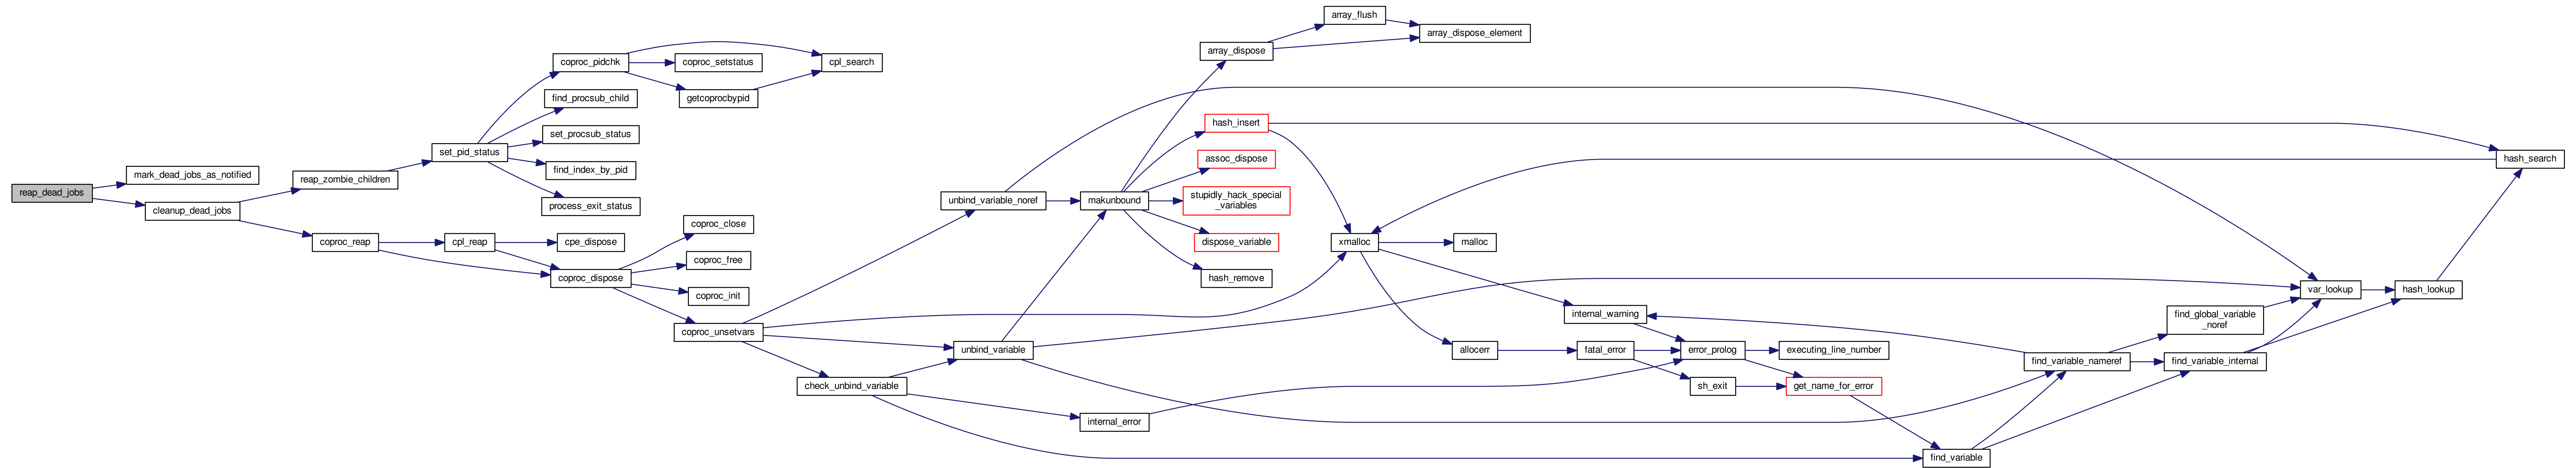 reap_dead_jobs
mark_dead_jobs_as_notified
cleanup_dead_jobs
reap_zombie_children
coproc_reap
set_pid_status
cpl_reap
coproc_pidchk
find_procsub_child
set_procsub_status
find_index_by_pid
process_exit_status
cpe_dispose
coproc_dispose
coproc_setstatus
getcoprocbypid
cpl_search
coproc_close
coproc_free
coproc_init
coproc_unsetvars
unbind_variable_noref
unbind_variable
check_unbind_variable
makunbound
internal_error
array_dispose
hash_insert
assoc_dispose
stupidly_hack_special
_variables
dispose_variable
hash_remove
array_flush
array_dispose_element
xmalloc
malloc
allocerr
internal_warning
fatal_error
error_prolog
sh_exit
executing_line_number
get_name_for_error
find_variable
find_variable_nameref
find_global_variable
_noref
find_variable_internal
var_lookup
hash_lookup
hash_search